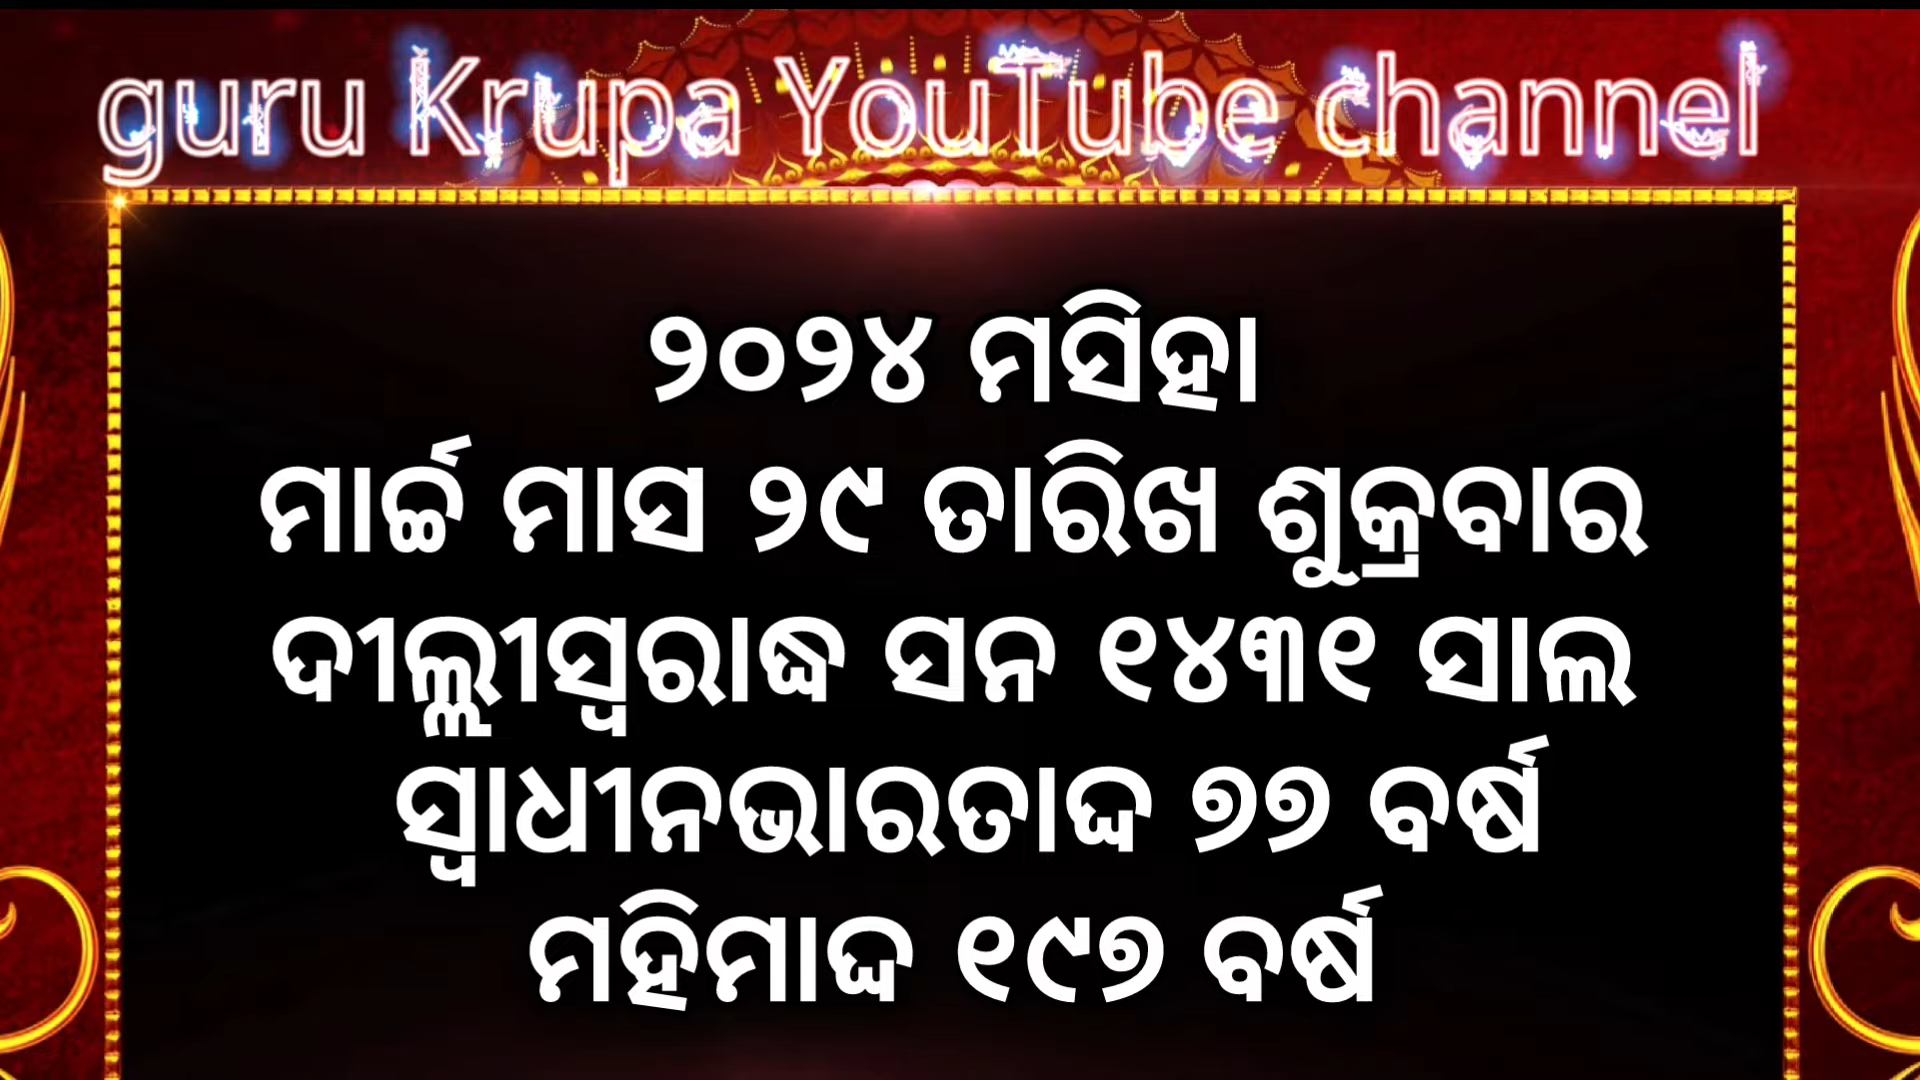 guru Krupa YouTube channel
୨୦୨୪ ମସିହା
ମାର୍ଚ୍ଚ ମାସ ୨୯ ତାରିଖ ଶୁକ୍ରବାର
ଦୀଲ୍ଲୀସ୍ୱରାଦ୍ଧ ସନ ୧୪୩୧ ସାଲ
ସ୍ୱାଧୀନଭାରତାଦ୍ଦ ୭୭ ବର୍ଷ
ମହିମାଦ୍ଦ ୧୯୭ ବର୍ଷ